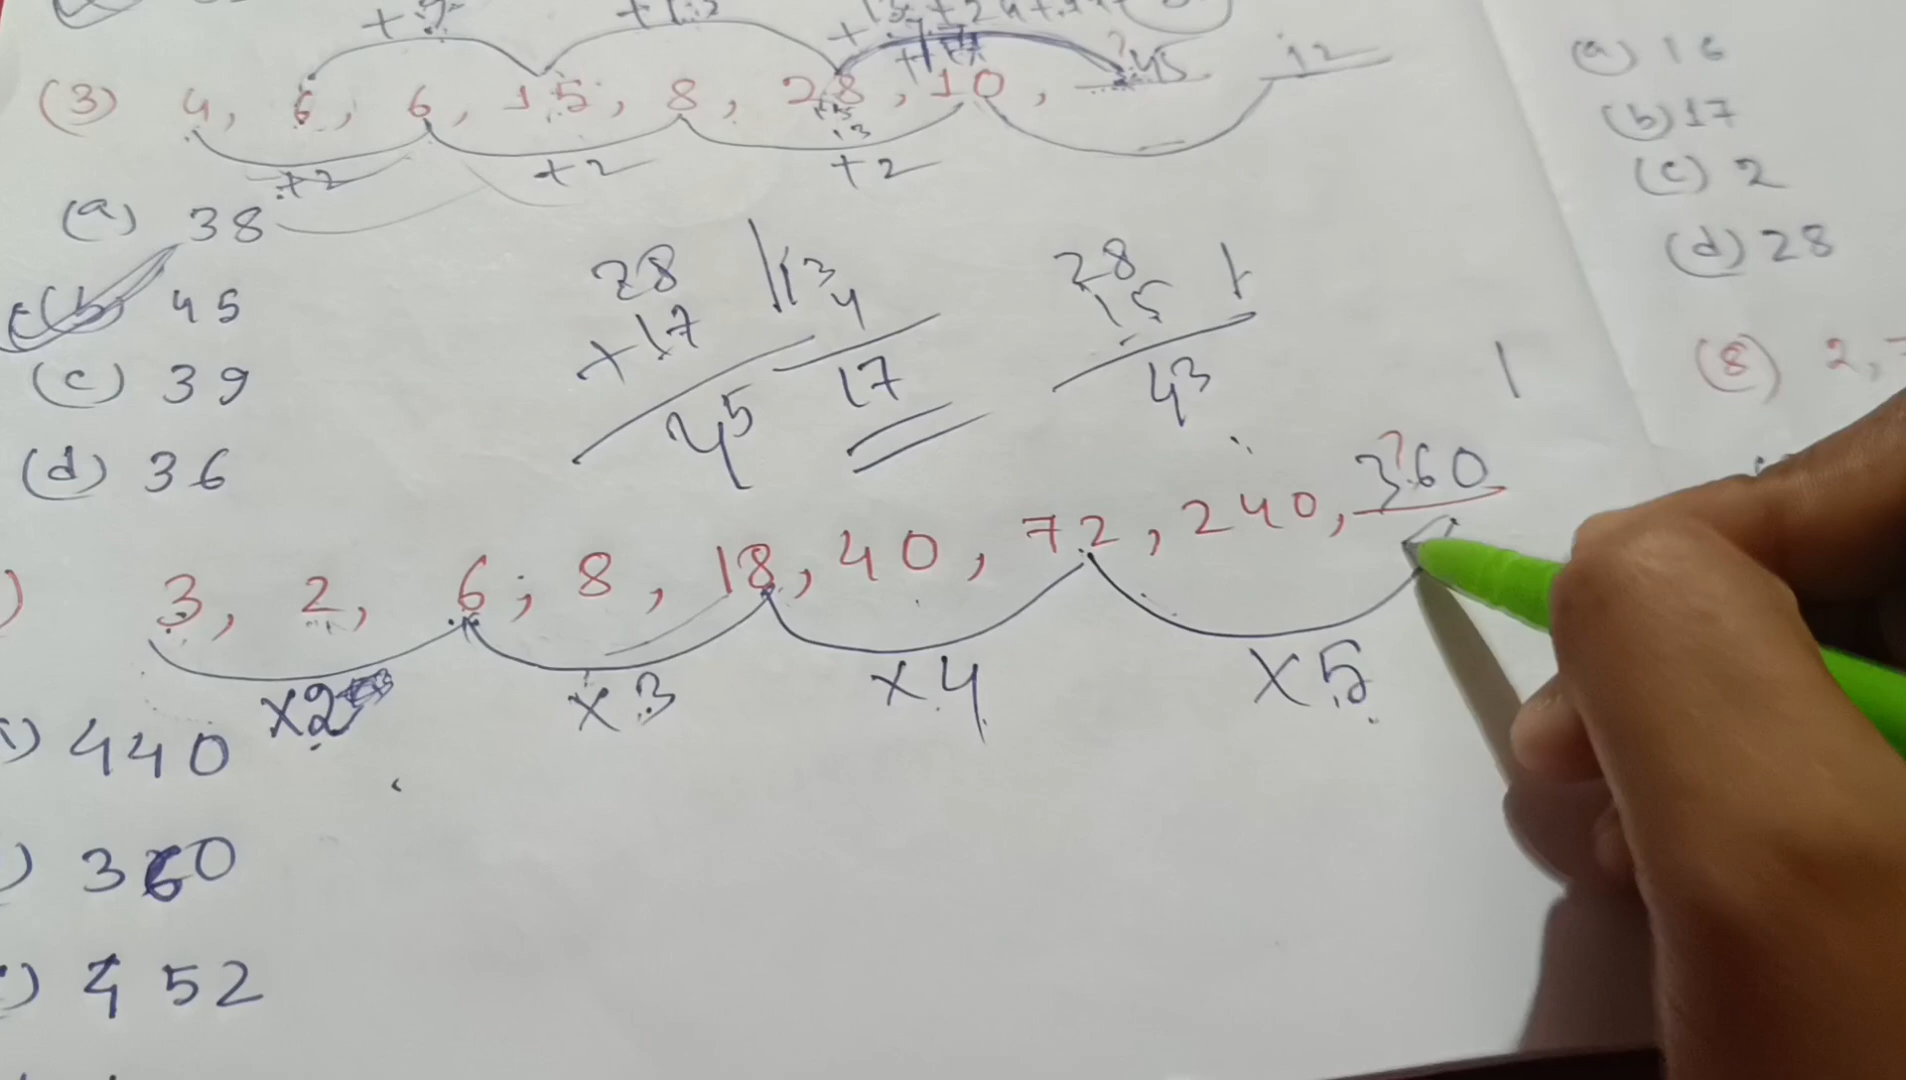 (3) 4, 6, 6, 15, 8, 28, 10, 45 12
+2 +2 +2
(a) 38
(b) 45
(c) 39
(d) 36
28
+17
45
13
4
17
28
15
43
3, 2, 6, 8, 18, 40, 72, 240, 360
×2 ×3 ×4 ×5
) 440
) 360
) 452
(a) 16
(b) 17
(c) 2
(d) 28
(8) 2,